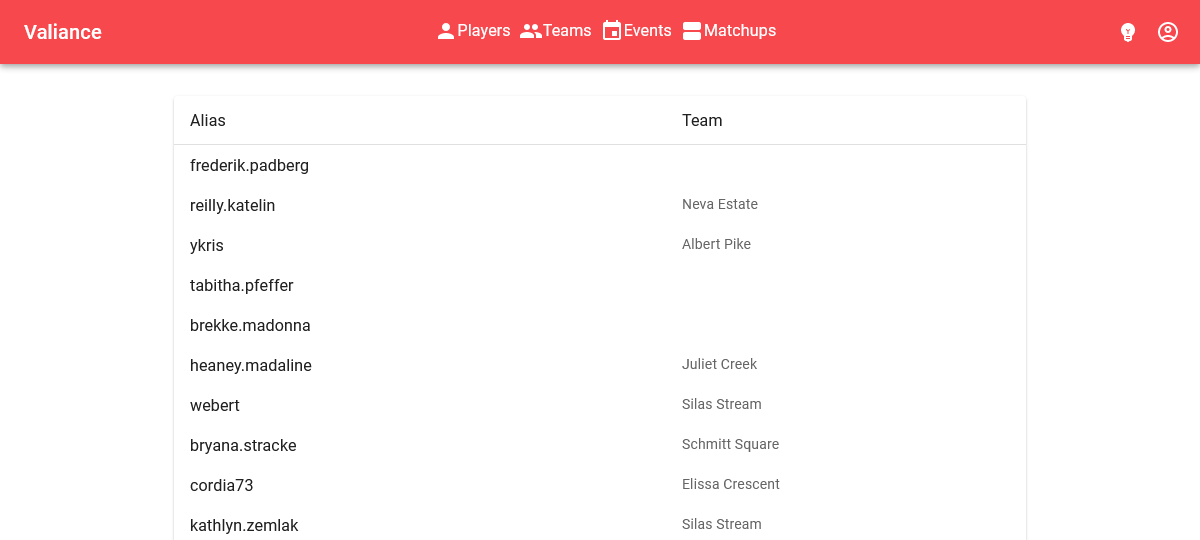 Valiance Players Teams Events Matchups
Alias Team
frederik.padberg
reilly.katelin Neva Estate
ykris Albert Pike
tabitha.pfeffer
brekke.madonna
heaney.madaline Juliet Creek
webert Silas Stream
bryana.stracke Schmitt Square
cordia73 Elissa Crescent
kathlyn.zemlak Silas Stream